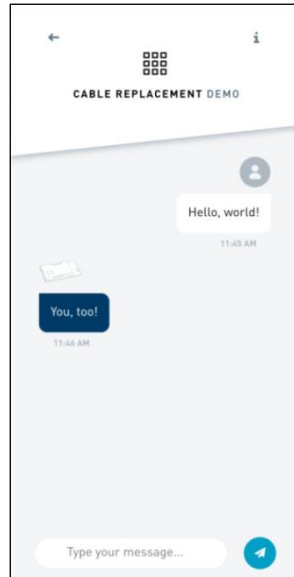 i
CABLE REPLACEMENT DEMO
Hello, world!
11:45 AM
You, too!
11:46 AM
Type your message...